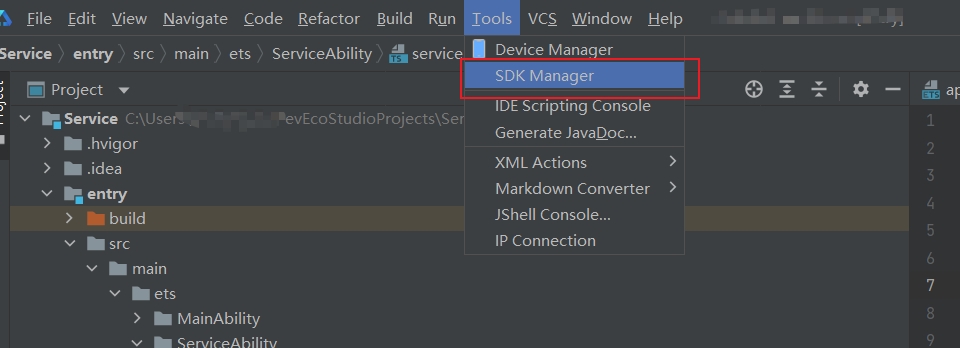 File Edit View Navigate Code Refactor Build Run Tools VCS Window Help
Service entry src main ets ServiceAbility service
Device Manager
SDK Manager
IDE Scripting Console
Generate JavaDoc...
XML Actions
Markdown Converter
JShell Console...
IP Connection
Project
Project
Service C:\Users evEcoStudioProjects\Ser
.hvigor
.idea
entry
build
src
main
ets
MainAbility
ServiceAbility
TS
ETS
ap
1
2
3
4
5
6
7
8
9